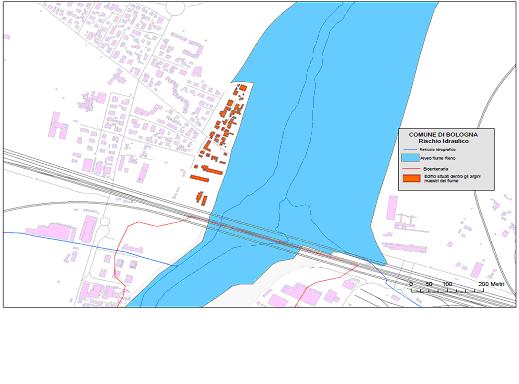 COMUNE DI BOLOGNA
Rischio Idraulico
Reticolo idrografico
Alveo fiume Reno
Bicentenaria
Edifici situati dentro gli argini
maestri del fiume
0 50 100 200 Metri